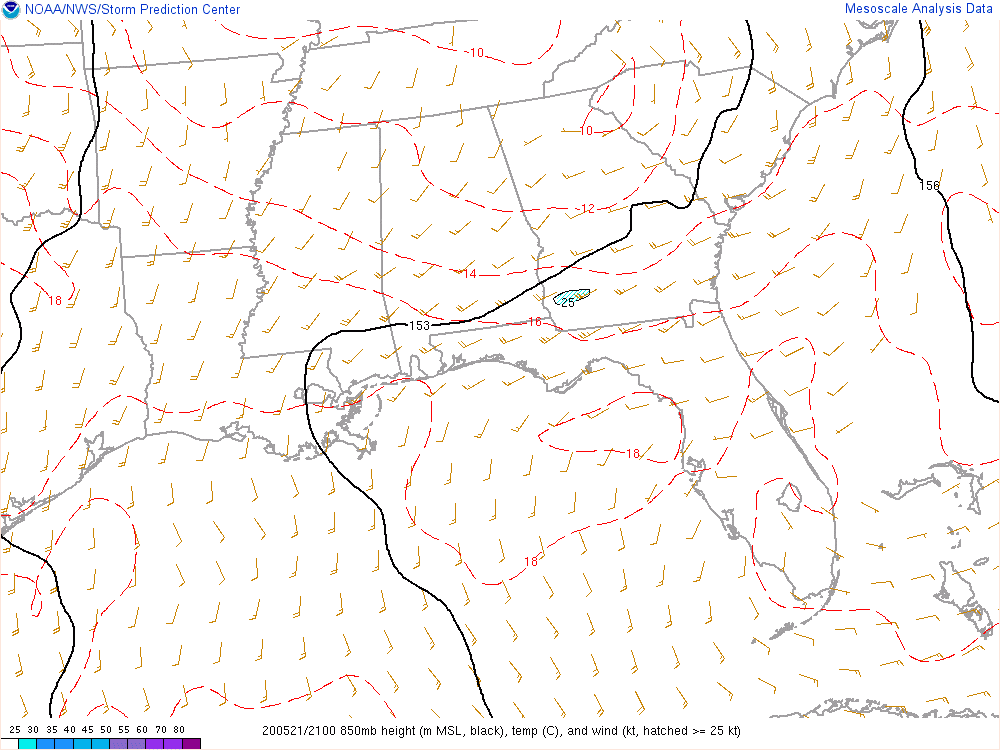 NOAA/NWS/Storm Prediction Center
Mesoscale Analysis Data
-10
-10
156
-12
-14
18
25
153
-16
-18
18
25 30 35 40 45 50 55 60 70 80
200521/2100 850mb height (m MSL, black), temp (C), and wind (kt, hatched >= 25 kt)